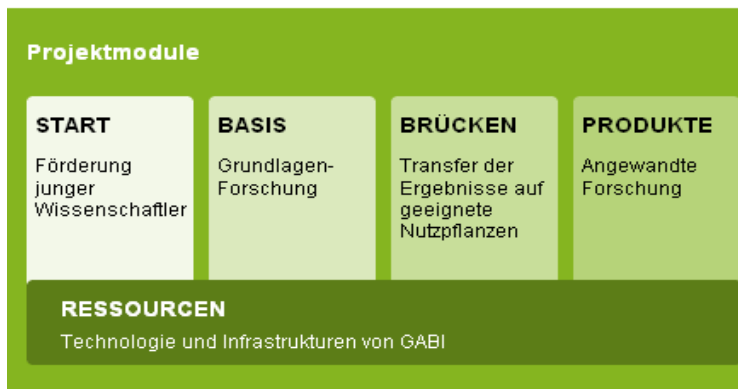 Projektmodule
START
Förderung
junger
Wissenschaftler
BASIS
Grundlagen-
Forschung
BRÜCKEN
Transfer der
Ergebnisse auf
geeignete
Nutzpflanzen
PRODUKTE
Angewandte
Forschung
RESSOURCEN
Technologie und Infrastrukturen von GABI